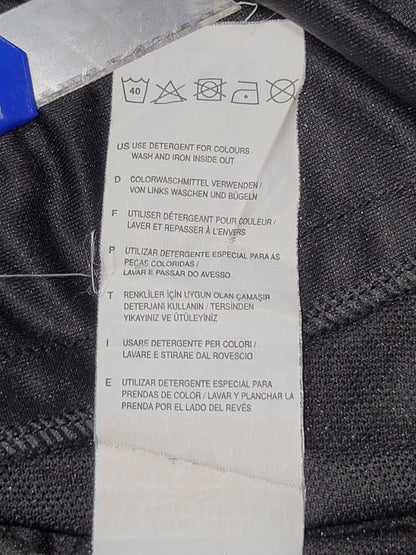 40
US USE DETERGENT FOR COLOURS
WASH AND IRON INSIDE OUT
D COLORWASCHMITTEL VERWENDEN /
VON LINKS WASCHEN UND BÜGELN
F UTILISER DÉTERGEANT POUR COULEUR /
LAVER ET REPASSER À L'ENVERS
P UTILIZAR DETERGENTE ESPECIAL PARA AS
PEÇAS COLORIDAS /
LAVAR E PASSAR DO AVESSO
T RENKLİLER İÇİN UYGUN OLAN ÇAMAŞIR
DETERJANI KULLANIN / TERSİNDEN
YIKAYINIZ VE ÜTÜLEYİNİZ
I USARE DETERGENTE PER COLORI /
LAVARE E STIRARE DAL ROVESCIO
E UTILIZAR DETERGENTE ESPECIAL PARA
PRENDAS DE COLOR / LAVAR Y PLANCHAR LA
PRENDA POR EL LADO DEL REVÉS